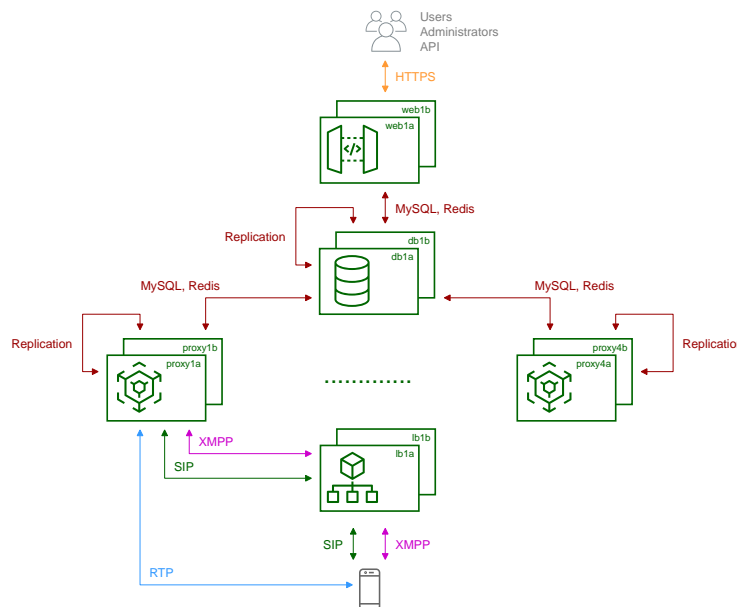 Users
Administrators
API
HTTPS
web1b
web1a
MySQL, Redis
Replication
db1b
db1a
MySQL, Redis
MySQL, Redis
Replication
proxy1b
proxy1a
proxy4b
proxy4a
Replicatio
lb1b
lb1a
XMPP
SIP
SIP
XMPP
RTP